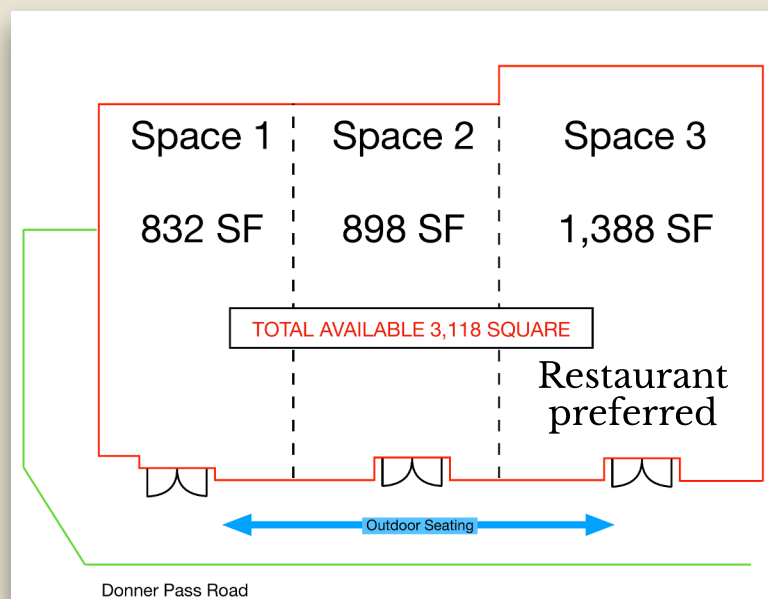 Space 1
Space 2
Space 3
832 SF
898 SF
1,388 SF
TOTAL AVAILABLE 3,118 SQUARE
Restaurant
preferred
Outdoor Seating
Donner Pass Road